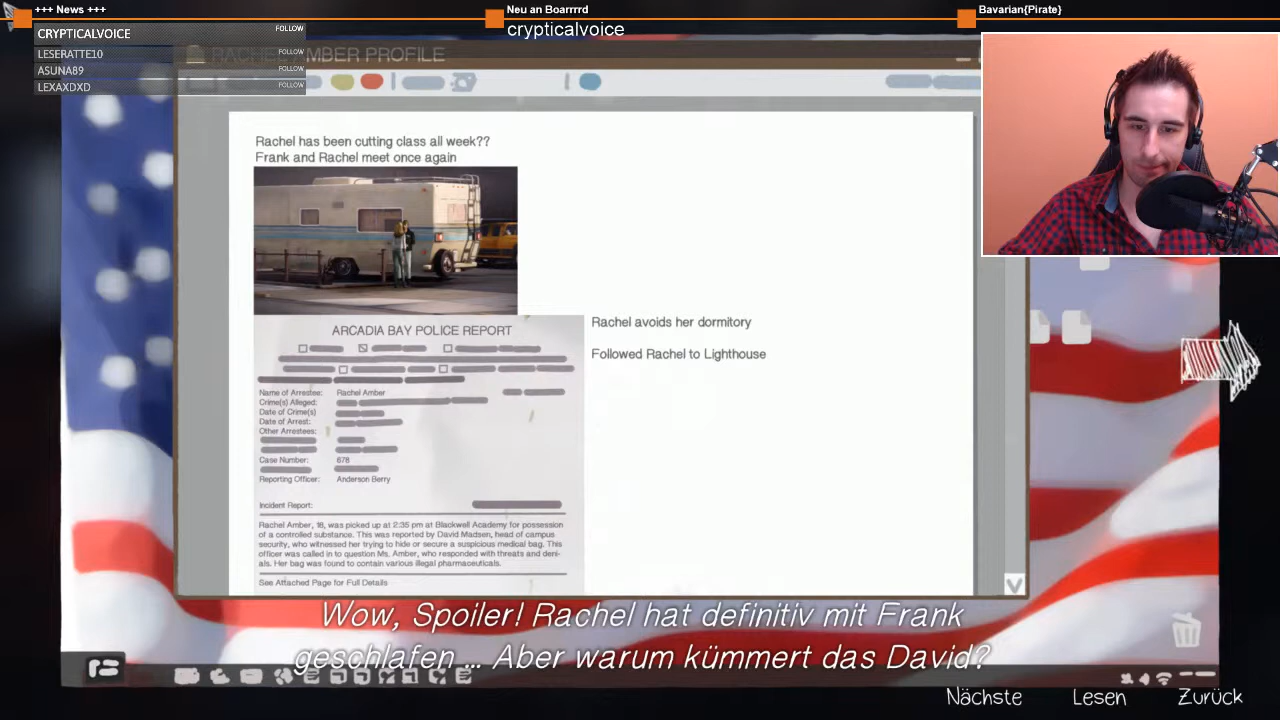 +++ News +++
Neu an Boarrrrd
Bavarian{Pirate}
CRYPTICALVOICE FOLLOW
crypticalvoice
LESERATTE10 FOLLOW
ASUNA89 FOLLOW
LEXAXDXD FOLLOW
RACHEL AMBER PROFILE
Rachel has been cutting class all week??
Frank and Rachel meet once again
ARCADIA BAY POLICE REPORT
Rachel avoids her dormitory
Followed Rachel to Lighthouse
Name of Arrestee: Rachel Amber
Crime(s) Alleged:
Date of Crime(s)
Date of Arrest:
Other Arrestees:
Case Number: 678
Reporting Officer: Anderson Berry
Incident Report:
Rachel Amber, 18, was picked up at 2:35 pm at Blackwell Academy for possession
of a controlled substance. This was reported by David Madsen, head of campus
security, who witnessed her trying to hide or secure a suspicious medical bag. This
officer was called in to question Ms. Amber, who responded with threats and deni-
als. Her bag was found to contain various illegal pharmaceuticals.
See Attached Page for Full Details
Wow, Spoiler! Rachel hat definitiv mit Frank
geschlafen ... Aber warum kümmert das David?
Nächste Lesen Zurück